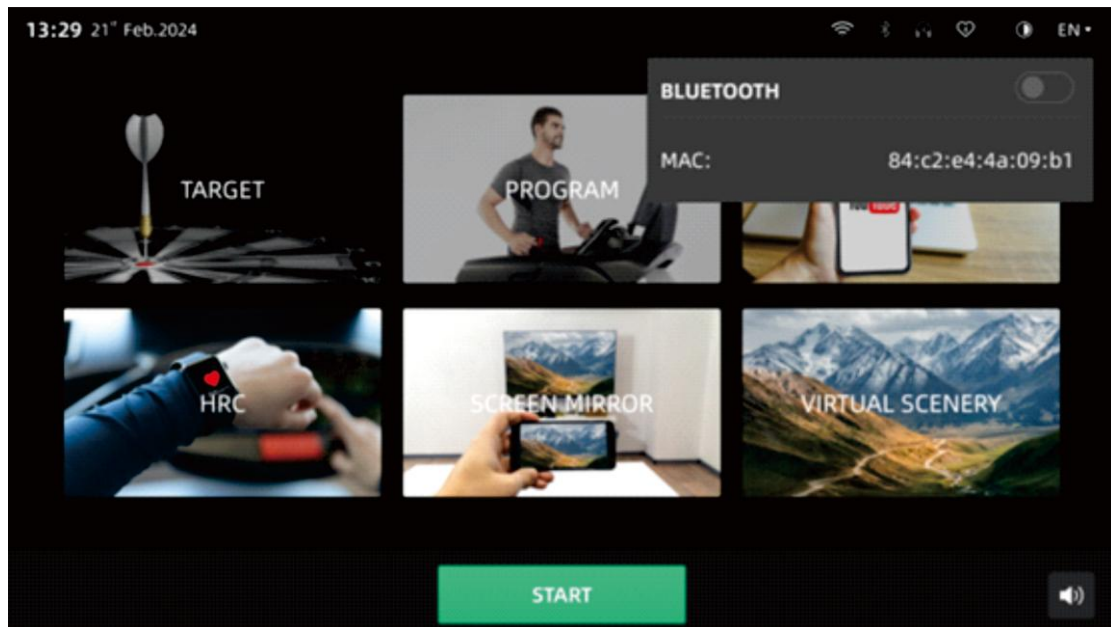 13:29 21st Feb.2024
EN
BLUETOOTH
MAC: 84:c2:e4:4a:09:b1
TARGET
PROGRAM
HRC
SCREEN MIRROR
VIRTUAL SCENERY
START